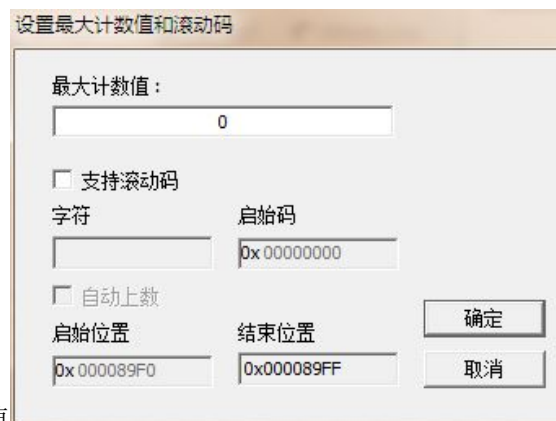 设置最大计数值和滚动码
最大计数值：
0
支持滚动码
字符 启始码
0x 00000000
自动上数
启始位置 结束位置 确定
0x 000089F0 0x000089FF 取消